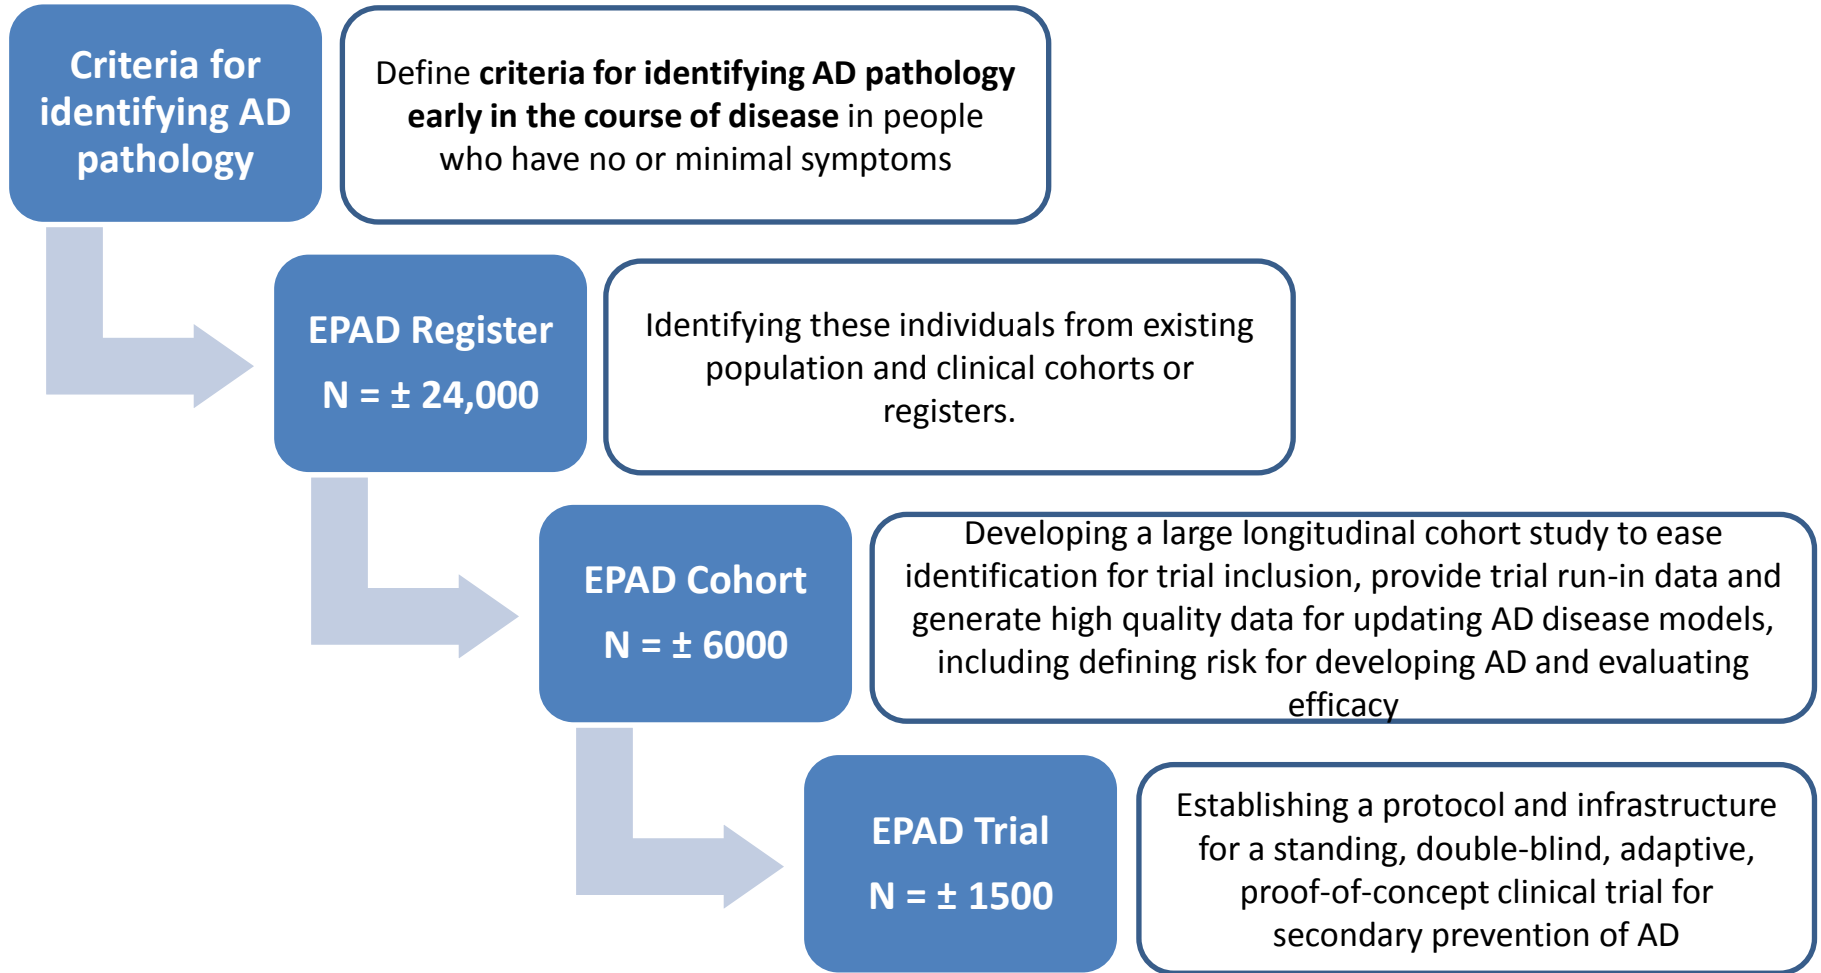 Criteria for
identifying AD
pathology
Define criteria for identifying AD pathology
early in the course of disease in people
who have no or minimal symptoms
EPAD Register
N = ± 24,000
Identifying these individuals from existing
population and clinical cohorts or
registers.
EPAD Cohort
N = ± 6000
Developing a large longitudinal cohort study to ease
identification for trial inclusion, provide trial run-in data and
generate high quality data for updating AD disease models,
including defining risk for developing AD and evaluating
efficacy
EPAD Trial
N = ± 1500
Establishing a protocol and infrastructure
for a standing, double-blind, adaptive,
proof-of-concept clinical trial for
secondary prevention of AD